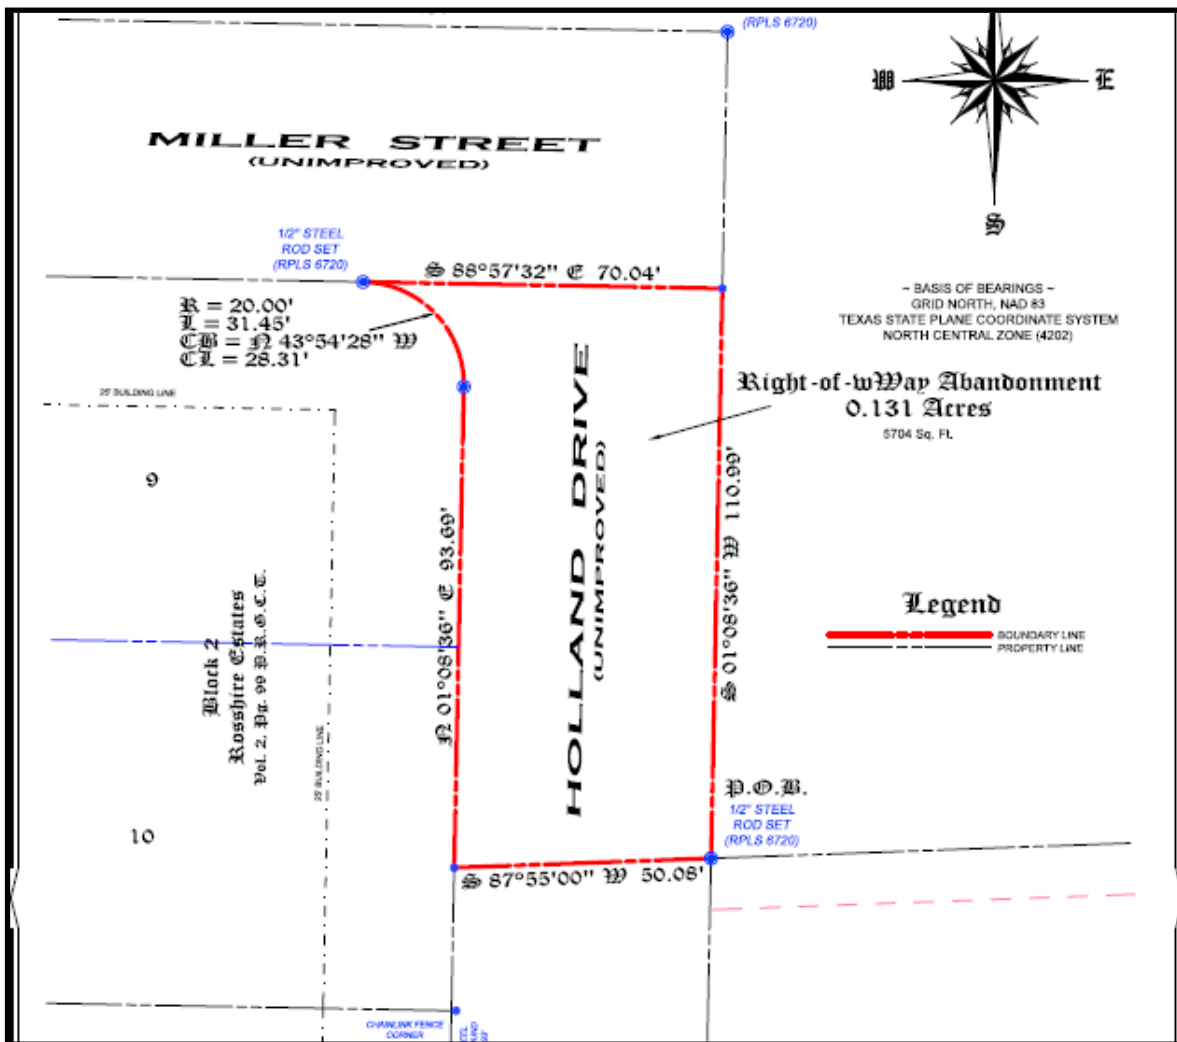 (RPLS 6720)
W
E
S
MILLER STREET
(UNIMPROVED)
1/2" STEEL
ROD SET
(RPLS 6720)
S 88°57'32" E 70.04'
R = 20.00'
L = 31.45'
CB = N 43°54'28" W
CL = 28.31'
~ BASIS OF BEARINGS ~
GRID NORTH, NAD 83
TEXAS STATE PLANE COORDINATE SYSTEM
NORTH CENTRAL ZONE (4202)
25' BUILDING LINE
Right-of-wWay Abandonment
0.131 Acres
5704 Sq. Ft.
HOLLAND DRIVE
(UNIMPROVED)
9
N 01°08'36" E 93.69'
S 01°08'36" W 110.99'
Block 2
Rosshire Estates
Vol. 2, Pg. 99 P.R.G.C.T.
25' BUILDING LINE
Legend
BOUNDARY LINE
PROPERTY LINE
10
P.O.B.
1/2" STEEL
ROD SET
(RPLS 6720)
S 87°55'00" W 50.08'
CHAINLINK FENCE
CORNER